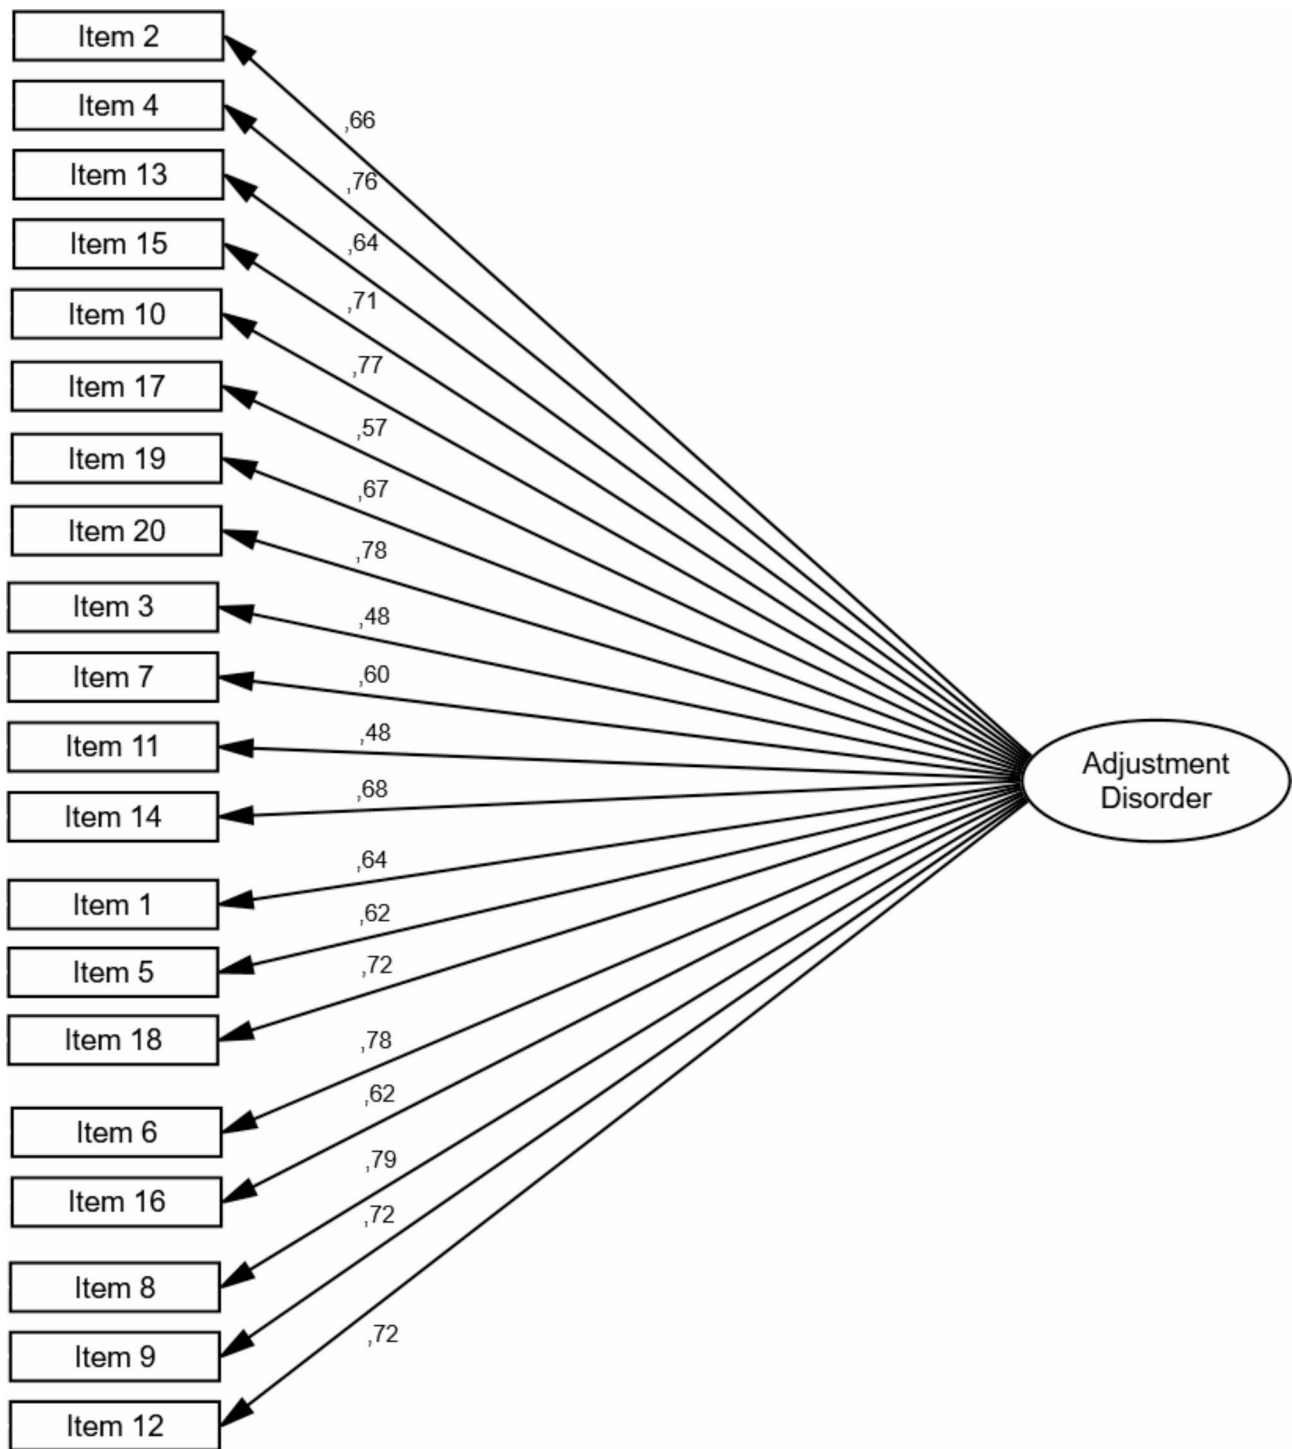 Item 2
,66
Item 4
,76
Item 13
,64
Item 15
,71
Item 10
,77
Item 17
,57
Item 19
,67
Item 20
,78
Item 3
,48
Item 7
,60
Item 11
,48
Item 14
,68
Adjustment
Disorder
Item 1
,64
Item 5
,62
Item 18
,72
Item 6
,78
Item 16
,62
Item 8
,79
Item 9
,72
Item 12
,72